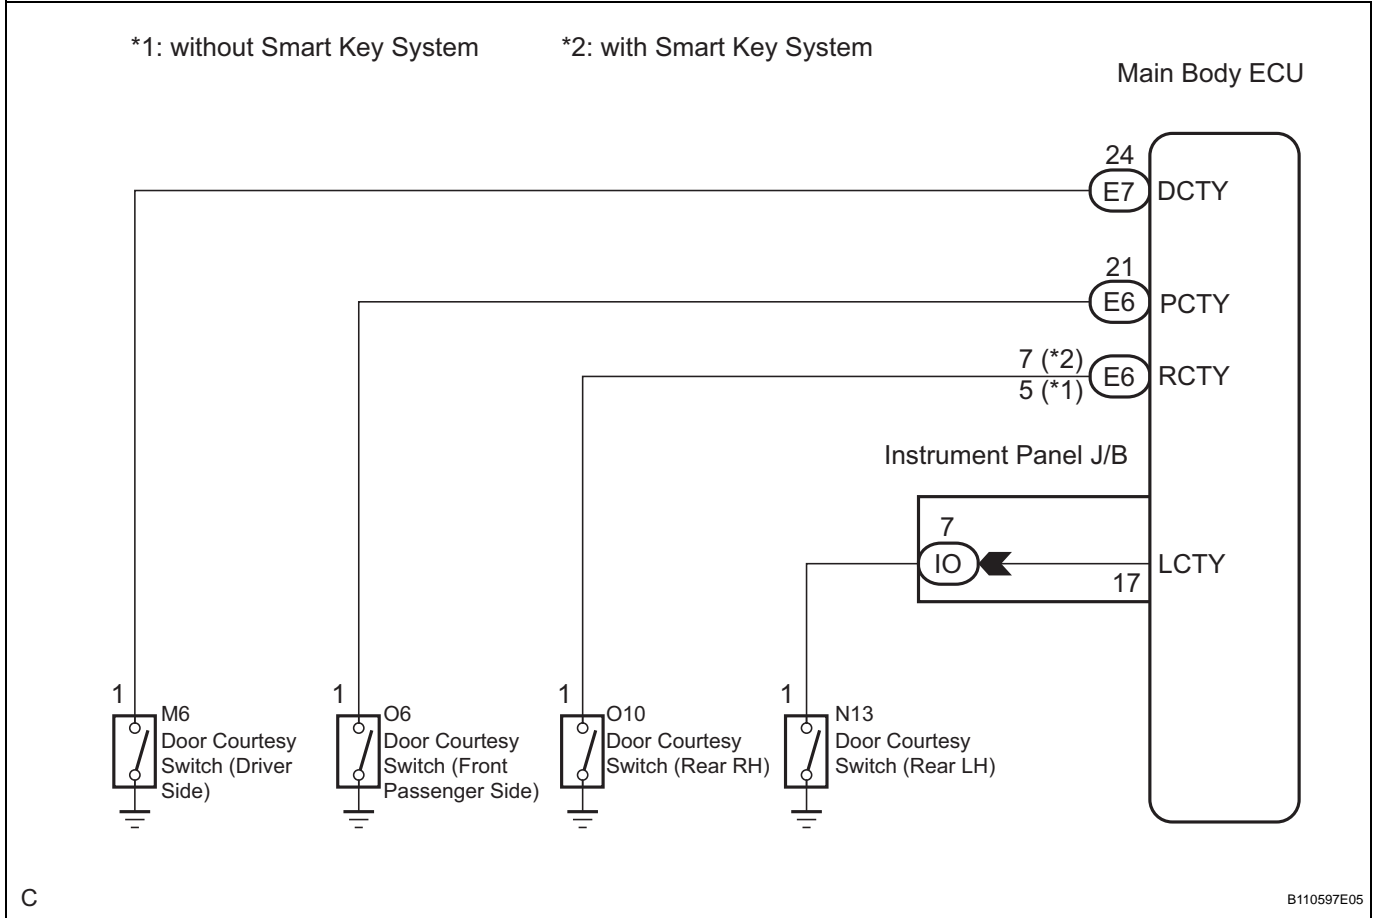 *1: without Smart Key System
*2: with Smart Key System
Main Body ECU
24
E7
DCTY
21
E6
PCTY
7 (*2)
5 (*1)
E6
RCTY
Instrument Panel J/B
7
IO
17
LCTY
1
M6
Door Courtesy
Switch (Driver
Side)
1
O6
Door Courtesy
Switch (Front
Passenger Side)
1
O10
Door Courtesy
Switch (Rear RH)
1
N13
Door Courtesy
Switch (Rear LH)
C
B110597E05